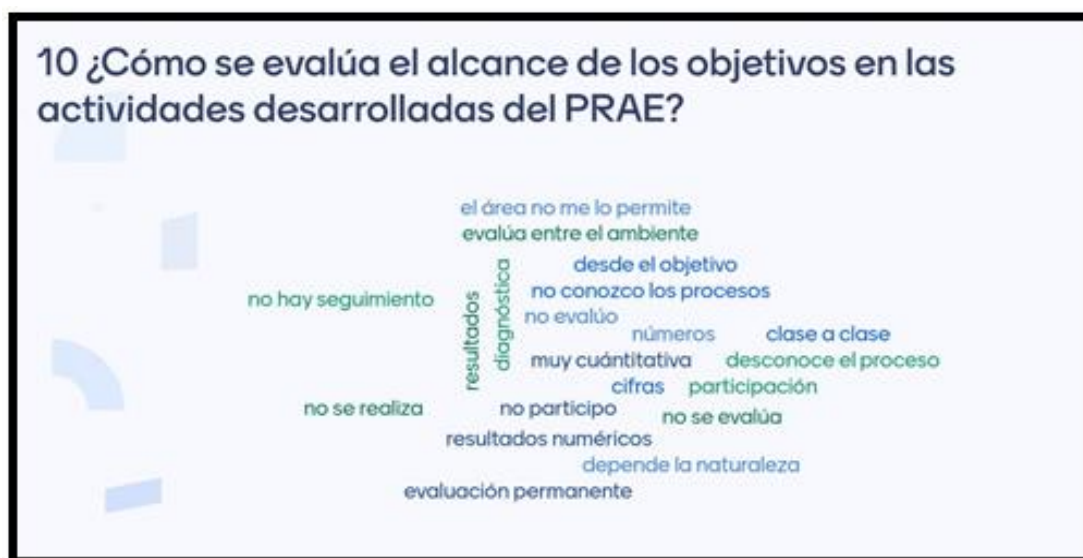 10 ¿Cómo se evalúa el alcance de los objetivos en las
actividades desarrolladas del PRAE?
el área no me lo permite
evalúa entre el ambiente
desde el objetivo
no hay seguimiento
resultados
diagnóstica
no conozco los procesos
no evalúo
números
clase a clase
muy cuántitativa
desconoce el proceso
cifras
participación
no se realiza
no participo
no se evalúa
resultados numéricos
depende la naturaleza
evaluación permanente